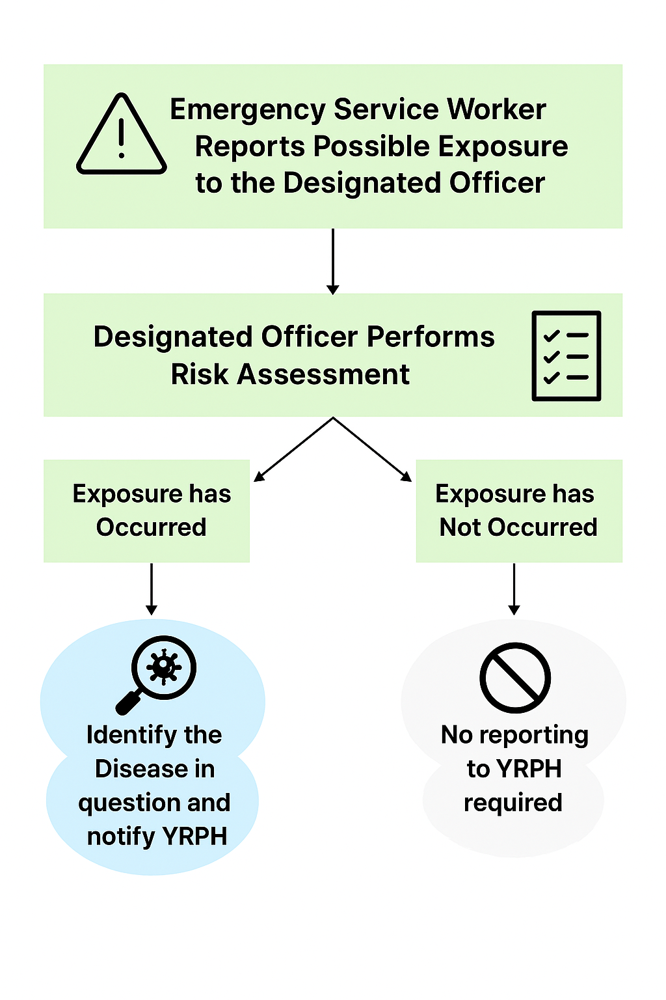 Emergency Service Worker
Reports Possible Exposure
to the Designated Officer
Designated Officer Performs
Risk Assessment
Exposure has
Occurred
Exposure has
Not Occurred
Identify the
Disease in
question and
notify YRPH
No reporting
to YRPH
required